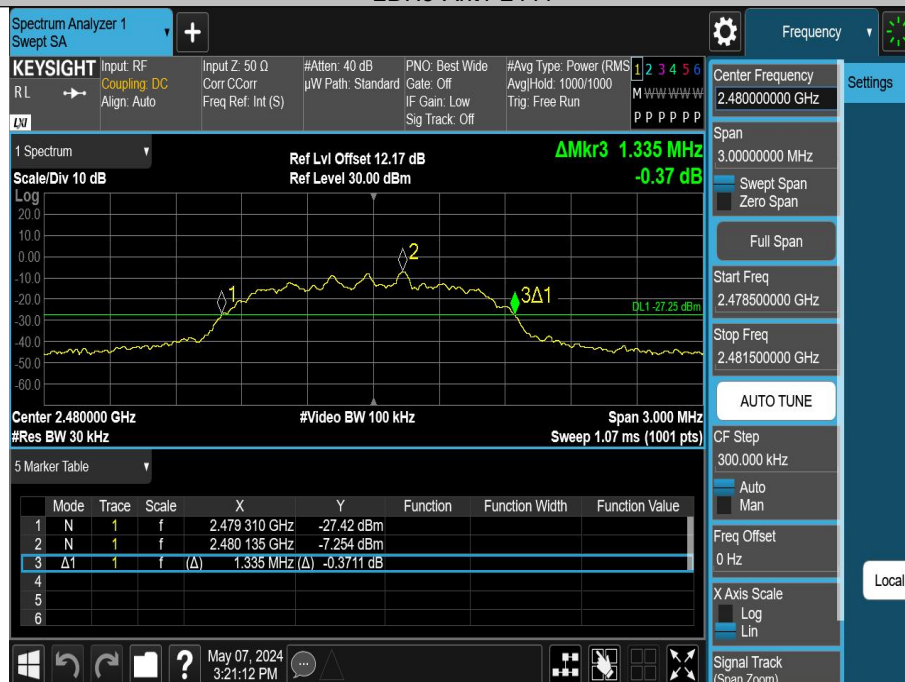 Spectrum Analyzer 1
Swept SA
Frequency
KEYSIGHT
RL
LXI
Input: RF
Coupling: DC
Align: Auto
Input Z: 50 Ω
Corr CCorr
Freq Ref: Int (S)
#Atten: 40 dB
µW Path: Standard
PNO: Best Wide
Gate: Off
IF Gain: Low
Sig Track: Off
#Avg Type: Power (RMS
Avg|Hold: 1000/1000
Trig: Free Run
1 2 3 4 5 6
M W W W W W
P P P P P P
1 Spectrum
Scale/Div 10 dB
Ref Lvl Offset 12.17 dB
Ref Level 30.00 dBm
ΔMkr3 1.335 MHz
-0.37 dB
Log
20.0
10.0
0.00
-10.0
-20.0
-30.0
-40.0
-50.0
-60.0
1
2
3Δ1
DL1 -27.25 dBm
Center 2.480000 GHz
#Video BW 100 kHz
Span 3.000 MHz
#Res BW 30 kHz
Sweep 1.07 ms (1001 pts)
5 Marker Table
Mode Trace Scale X Y Function Function Width Function Value
1 N 1 f 2.479 310 GHz -27.42 dBm
2 N 1 f 2.480 135 GHz -7.254 dBm
3 Δ1 1 f (Δ) 1.335 MHz (Δ) -0.3711 dB
4
5
6
May 07, 2024
3:21:12 PM
Center Frequency
2.480000000 GHz
Settings
Span
3.00000000 MHz
Swept Span
Zero Span
Full Span
Start Freq
2.478500000 GHz
Stop Freq
2.481500000 GHz
AUTO TUNE
CF Step
300.000 kHz
Auto
Man
Freq Offset
0 Hz
Local
X Axis Scale
Log
Lin
Signal Track
(Span Zoom)